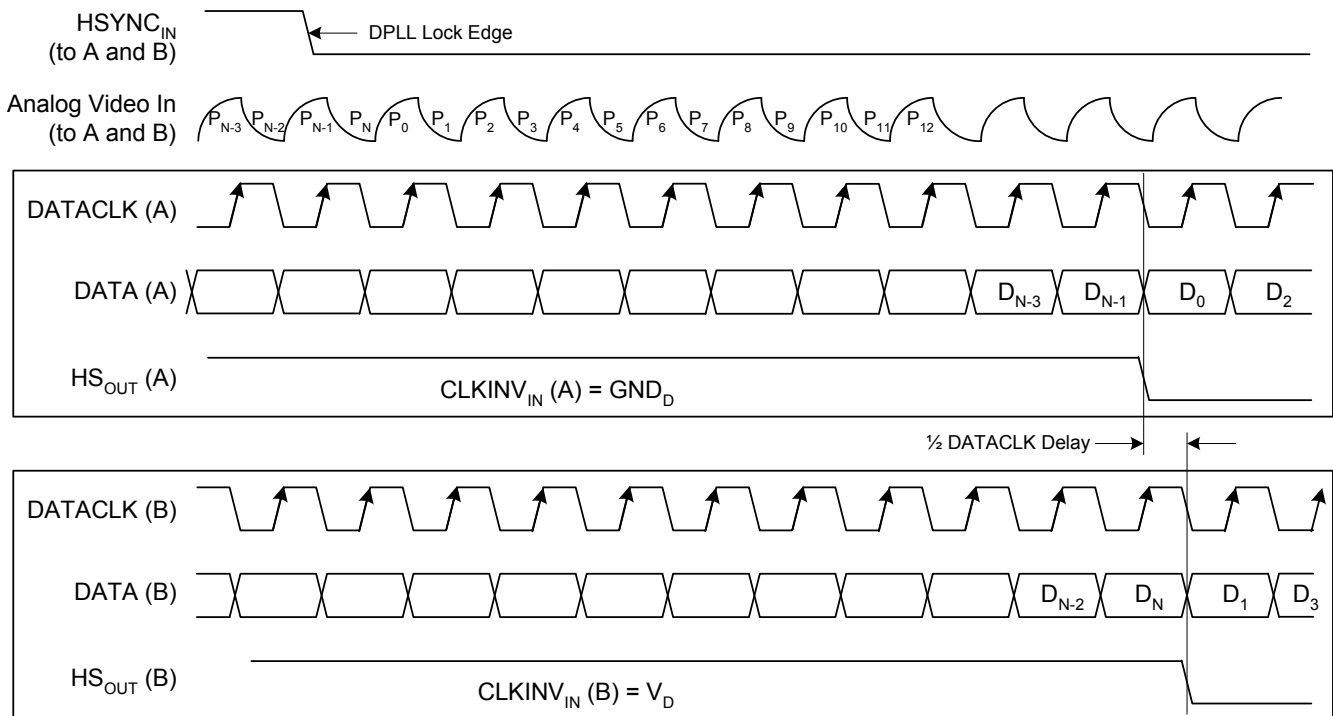 HSYNC_IN
(to A and B)
DPLL Lock Edge
Analog Video In
(to A and B)
P_N-3 P_N-2 P_N-1 P_N P_0 P_1 P_2 P_3 P_4 P_5 P_6 P_7 P_8 P_9 P_10 P_11 P_12
DATACLK (A)
DATA (A)
D_N-3 D_N-1 D_0 D_2
HS_OUT (A)
CLKINV_IN (A) = GND_D
½ DATACLK Delay
DATACLK (B)
DATA (B)
D_N-2 D_N D_1 D_3
HS_OUT (B)
CLKINV_IN (B) = V_D